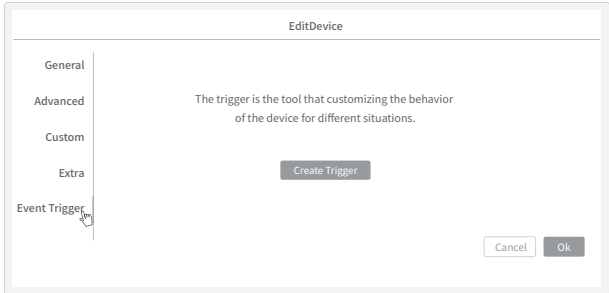 EditDevice
General
Advanced
Custom
Extra
Event Trigger
The trigger is the tool that customizing the behavior
of the device for different situations.
Create Trigger
Cancel
Ok